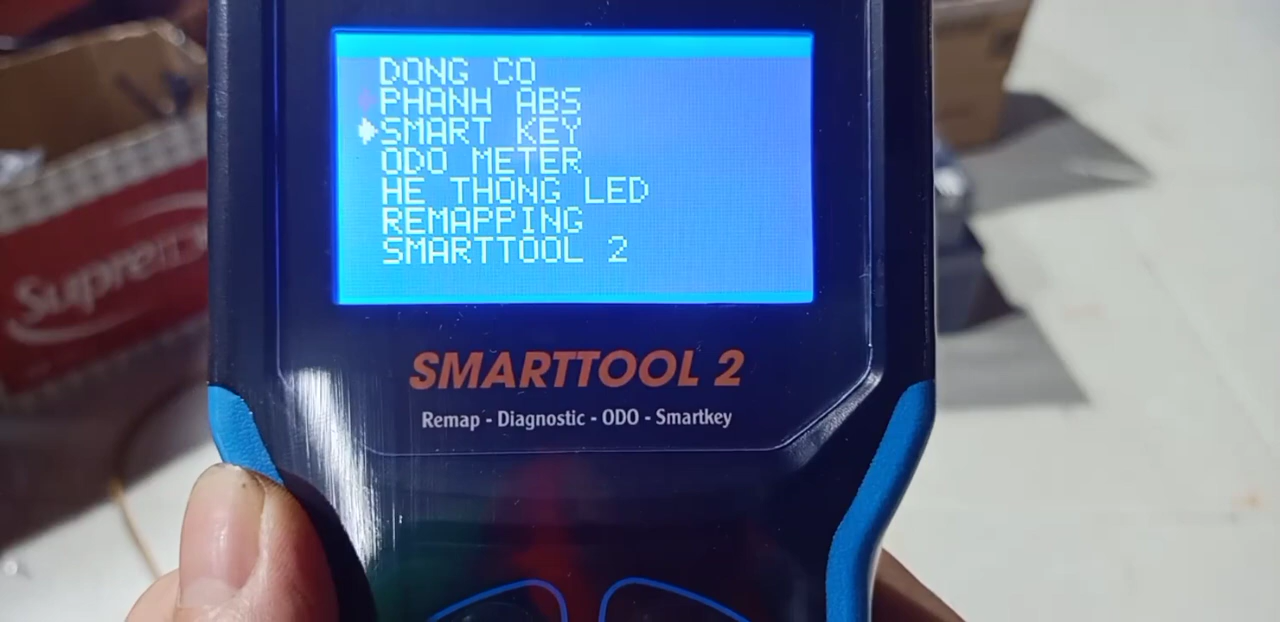 DONG CO
PHANH ABS
SMART KEY
ODO METER
HE THONG LED
REMAPPING
SMARTTOOL 2
SMARTTOOL 2
Remap - Diagnostic - ODO - Smartkey
Supreme